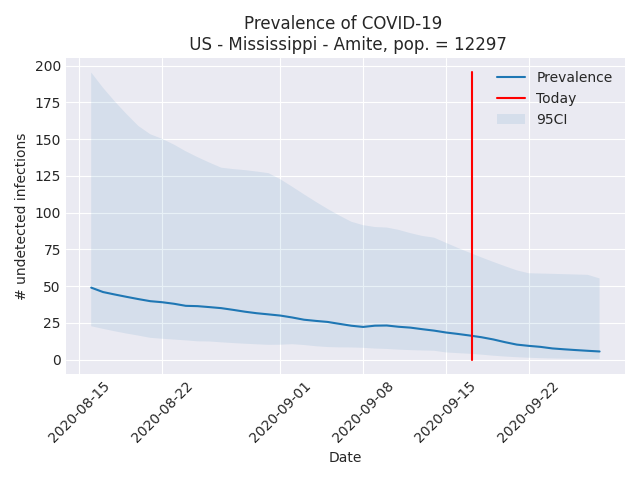 Prevalence of COVID-19
US - Mississippi - Amite, pop. = 12297
200
175
150
125
100
75
50
25
0
# undetected infections
Prevalence
Today
95CI
2020-08-15
2020-08-22
2020-09-01
2020-09-08
2020-09-15
2020-09-22
Date